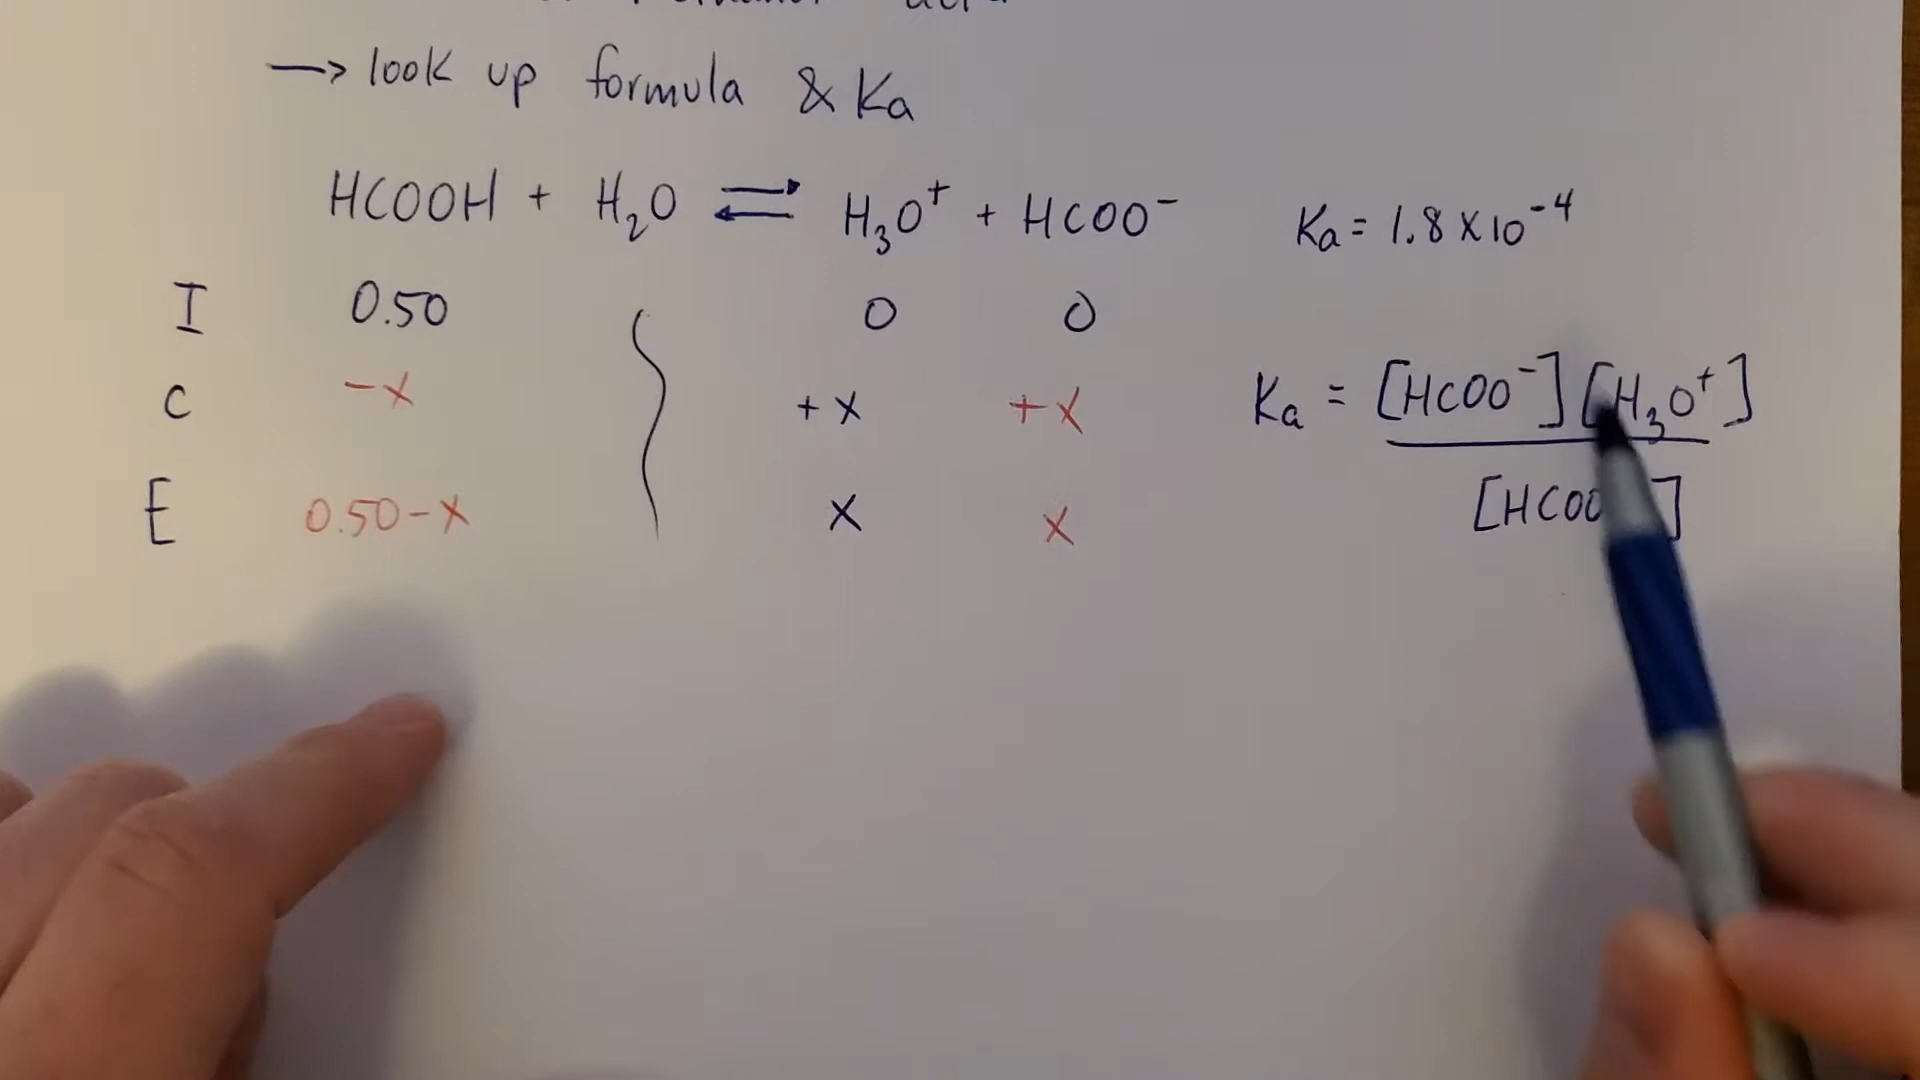 → look up formula & Ka
HCOOH + H₂O ⇌ H₃O⁺ + HCOO⁻ Ka = 1.8 X 10⁻⁴
I 0.50 0 0
C -X +X +X Ka = [HCOO⁻][H₃O⁺]
E 0.50-X X X [HCOO ]